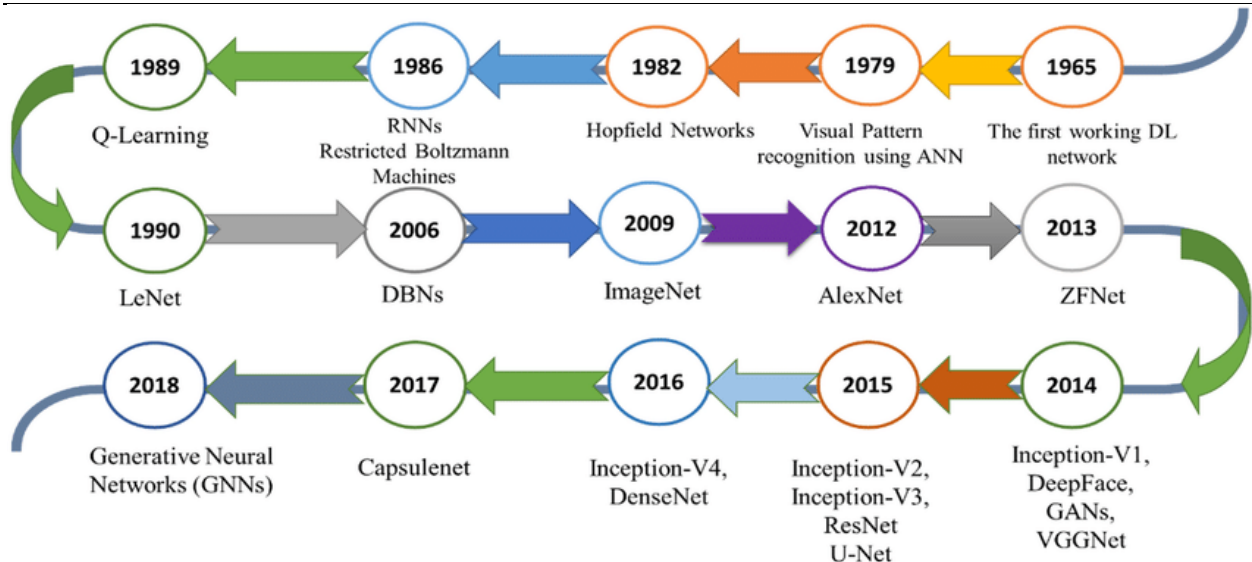 1989
1986
1982
1979
1965
Q-Learning
RNNs
Restricted Boltzmann
Machines
Hopfield Networks
Visual Pattern
recognition using ANN
The first working DL
network
1990
2006
2009
2012
2013
LeNet
DBNs
ImageNet
AlexNet
ZFNet
2018
2017
2016
2015
2014
Generative Neural
Networks (GNNs)
Capsulenet
Inception-V4,
DenseNet
Inception-V2,
Inception-V3,
ResNet
U-Net
Inception-V1,
DeepFace,
GANs,
VGGNet